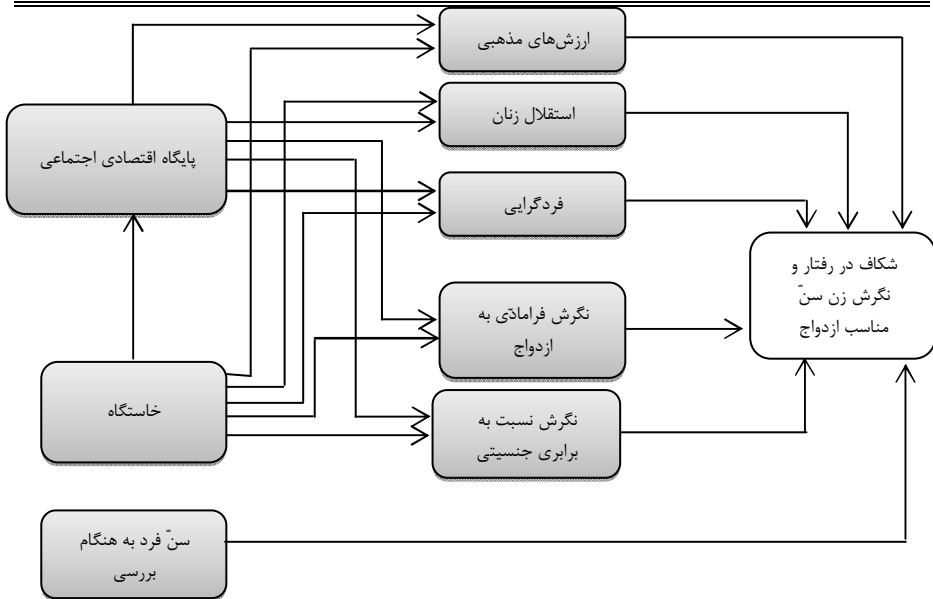 ارزش‌های مذهبی
استقلال زنان
پایگاه اقتصادی اجتماعی
فردگرایی
شکاف در رفتار و
نگرش زن سنّ
مناسب ازدواج
نگرش فرامادّی به
ازدواج
خاستگاه
نگرش نسبت به
برابری جنسیتی
سنّ فرد به هنگام
بررسی